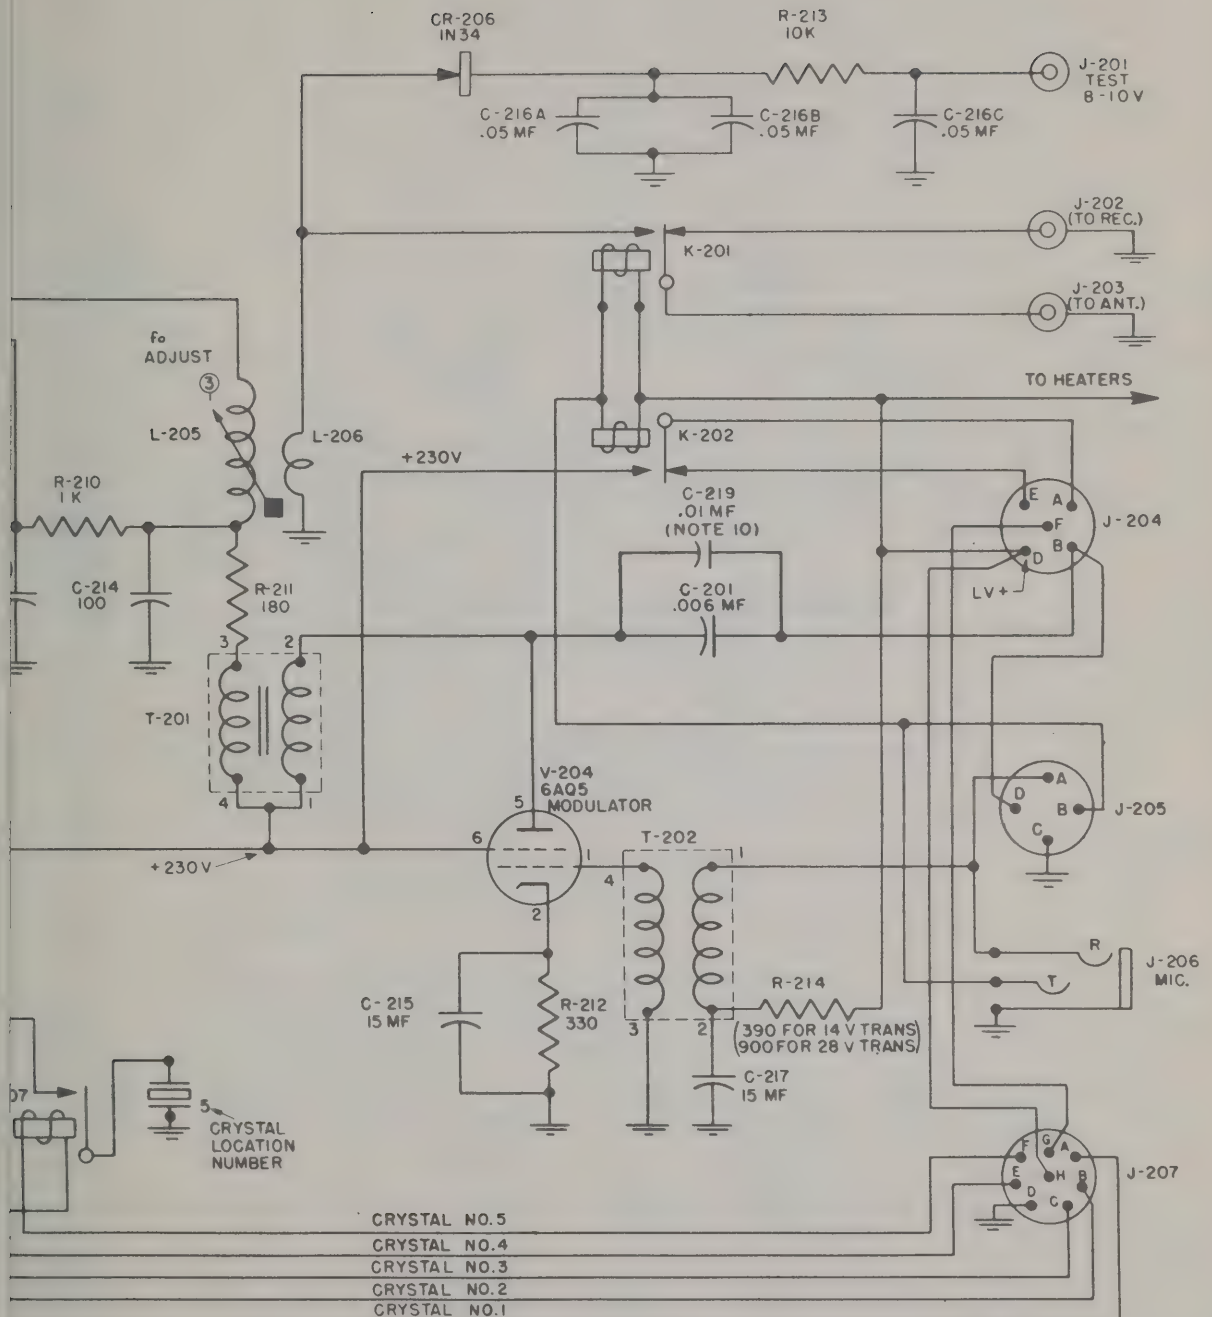 CR-206
IN34
R-213
10K
J-201
TEST
8-10V
C-216A
.05 MF
C-216B
.05 MF
C-216C
.05 MF
J-202
(TO REC.)
K-201
J-203
(TO ANT.)
fo
ADJUST
3
TO HEATERS
L-205
L-206
K-202
+230V
R-210
1K
C-219
.01 MF
(NOTE 10)
E
A
F
B
D
J-204
LV+
C-214
100
R-211
180
C-201
.006 MF
3
2
T-201
4
1
V-204
6AQ5
MODULATOR
5
6
1
2
A
D
B
C
J-205
T-202
4
1
3
2
+230V
R
T
J-206
MIC.
C-215
15 MF
R-212
330
R-214
(390 FOR 14 V TRANS)
(900 FOR 28 V TRANS)
C-217
15 MF
07
5
CRYSTAL
LOCATION
NUMBER
F
G
A
E
H
B
D
C
J-207
CRYSTAL NO.5
CRYSTAL NO.4
CRYSTAL NO.3
CRYSTAL NO.2
CRYSTAL NO.1